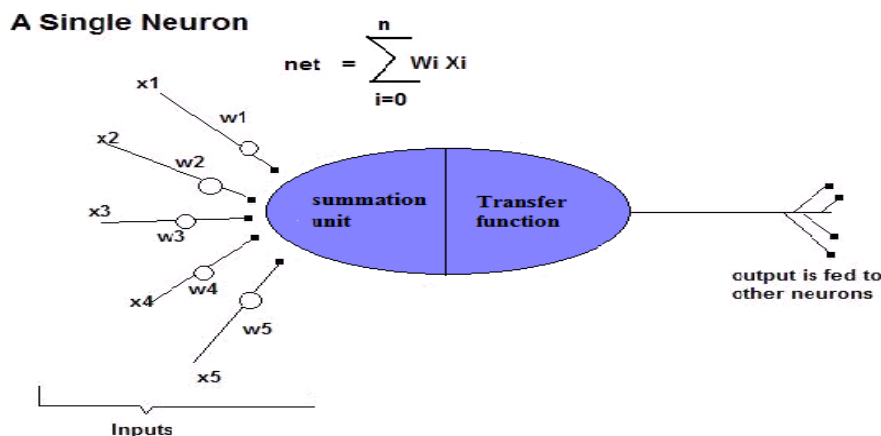 A Single Neuron
n
net = ∑ Wi Xi
i=0
x1
w1
x2
w2
x3
w3
x4
w4
x5
w5
summation
unit
Transfer
function
output is fed to
other neurons
Inputs